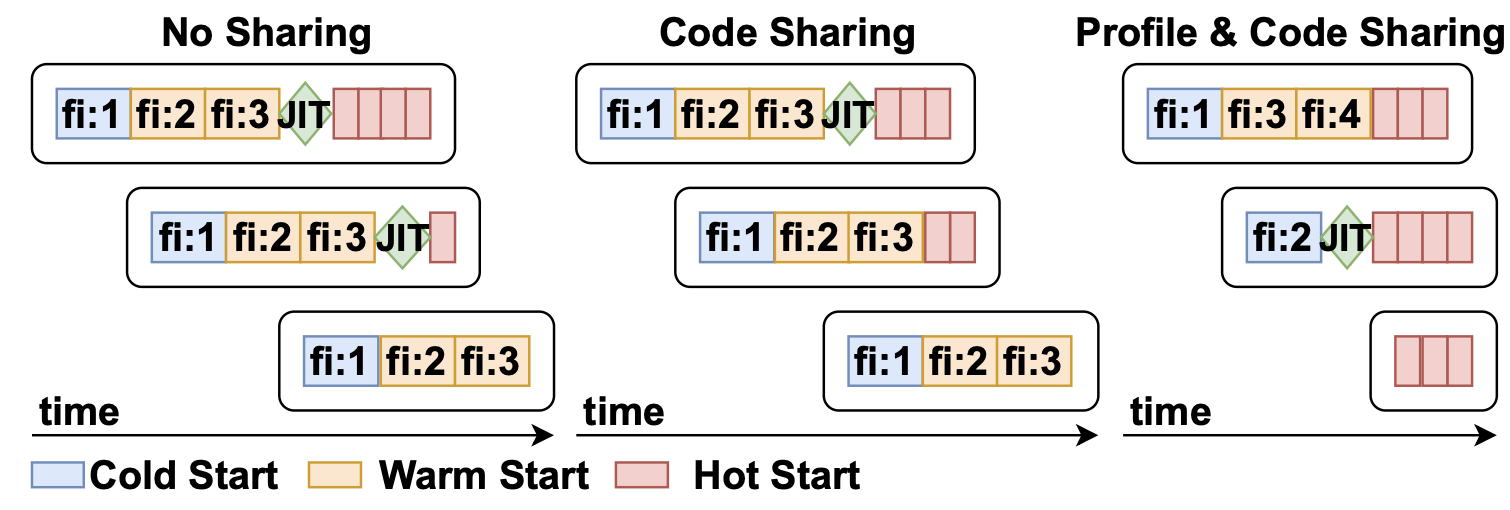 No Sharing
Code Sharing
Profile & Code Sharing
fi:1 fi:2 fi:3 JIT
fi:1 fi:2 fi:3 JIT
fi:1 fi:3 fi:4
fi:1 fi:2 fi:3 JIT
fi:1 fi:2 fi:3
fi:2 JIT
fi:1 fi:2 fi:3
fi:1 fi:2 fi:3
time
time
time
Cold Start
Warm Start
Hot Start